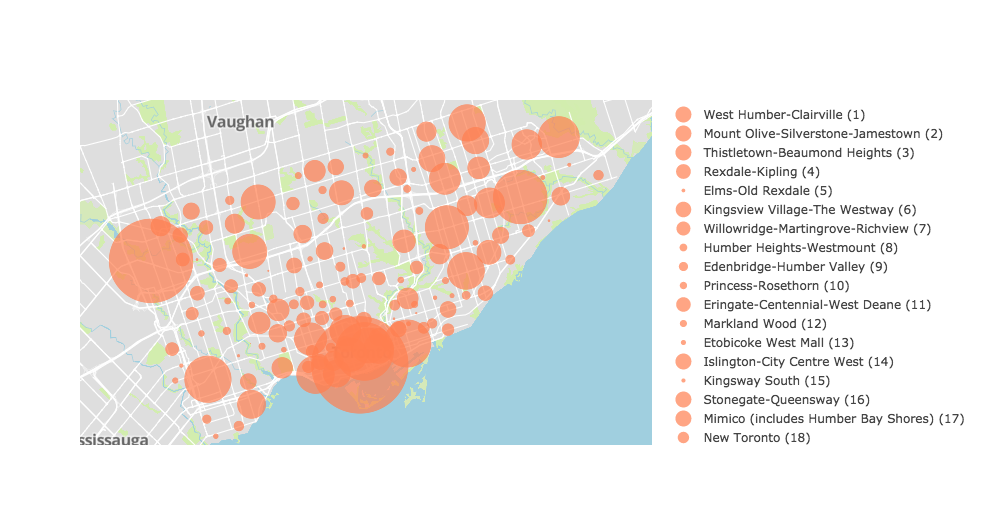 Vaughan
ssissauga
West Humber-Clairville (1)
Mount Olive-Silverstone-Jamestown (2)
Thistletown-Beaumond Heights (3)
Rexdale-Kipling (4)
Elms-Old Rexdale (5)
Kingsview Village-The Westway (6)
Willowridge-Martingrove-Richview (7)
Humber Heights-Westmount (8)
Edenbridge-Humber Valley (9)
Princess-Rosethorn (10)
Eringate-Centennial-West Deane (11)
Markland Wood (12)
Etobicoke West Mall (13)
Islington-City Centre West (14)
Kingsway South (15)
Stonegate-Queensway (16)
Mimico (includes Humber Bay Shores) (17)
New Toronto (18)